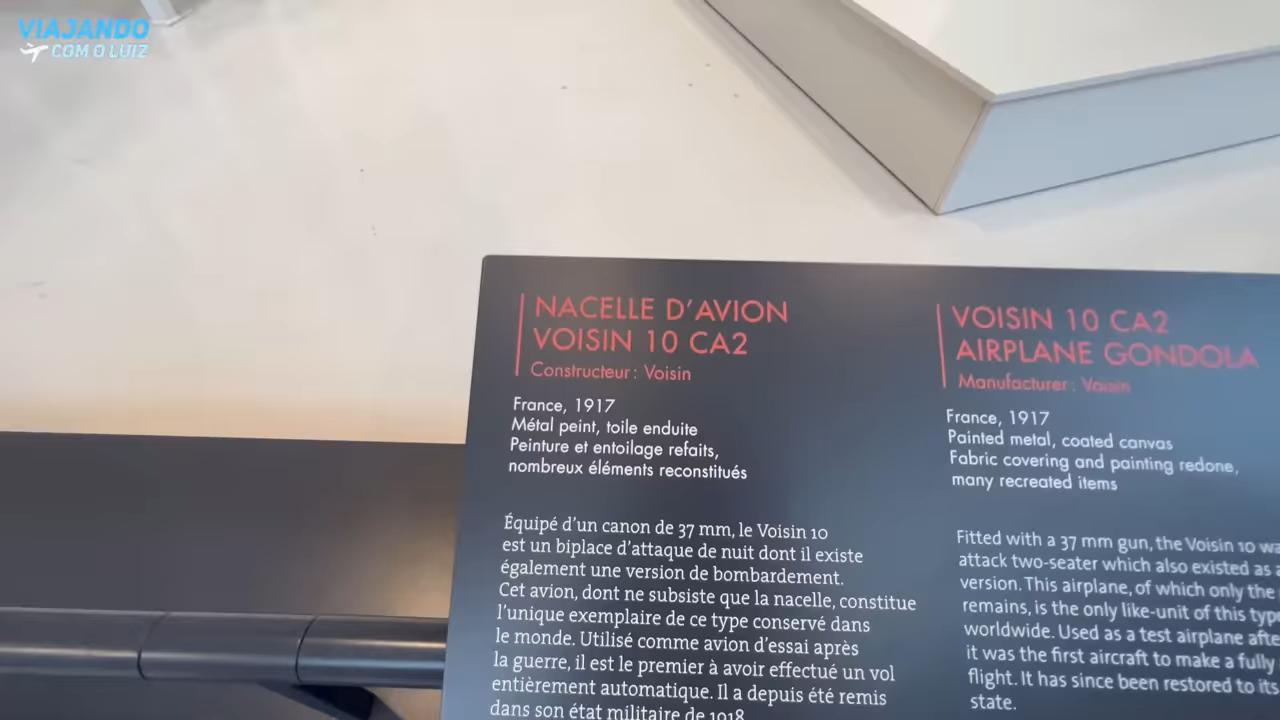 VIAJANDO
COM O LUIZ
NACELLE D'AVION
VOISIN 10 CA2
Constructeur : Voisin
France, 1917
Métal peint, toile enduite
Peinture et entoilage refaits,
nombreux éléments reconstitués
Équipé d'un canon de 37 mm, le Voisin 10
est un biplace d'attaque de nuit dont il existe
également une version de bombardement.
Cet avion, dont ne subsiste que la nacelle, constitue
l'unique exemplaire de ce type conservé dans
le monde. Utilisé comme avion d'essai après
la guerre, il est le premier à avoir effectué un vol
entièrement automatique. Il a depuis été remis
dans son état militaire de 1918.
VOISIN 10 CA2
AIRPLANE GONDOLA
Manufacturer : Voisin
France, 1917
Painted metal, coated canvas
Fabric covering and painting redone,
many recreated items
Fitted with a 37 mm gun, the Voisin 10
attack two-seater which also existed as
version. This airplane, of which only the
remains, is the only like-unit of this type
worldwide. Used as a test airplane
it was the first aircraft to make a fully
flight. It has since been restored to its
state.